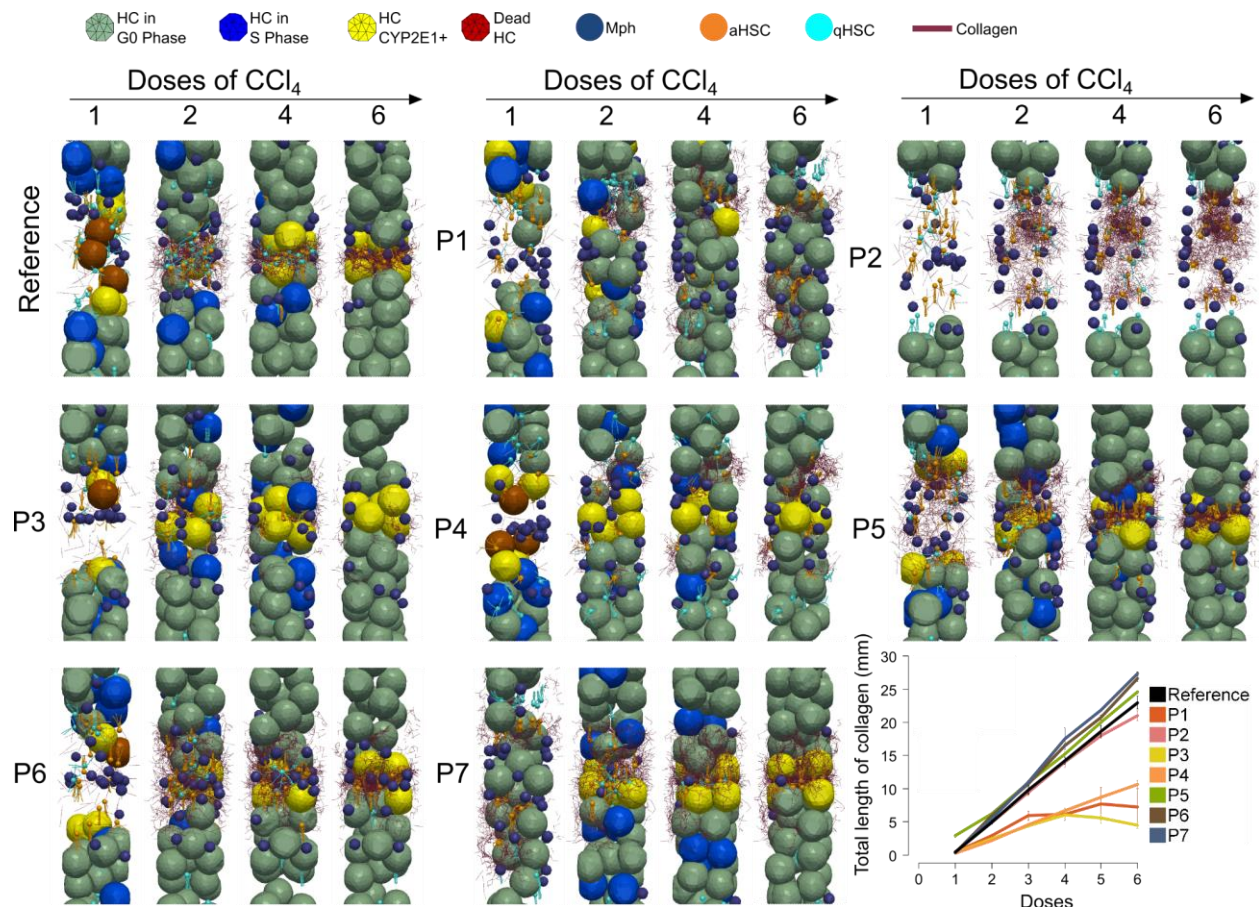 HC in
G0 Phase
HC in
S Phase
HC
CYP2E1+
Dead
HC
Mph
aHSC
qHSC
Collagen
Doses of CCl₄
1 2 4 6
Doses of CCl₄
1 2 4 6
Doses of CCl₄
1 2 4 6
Reference
P1
P2
P3
P4
P5
P6
P7
Total length of collagen (mm)
30
25
20
15
10
5
0
0 1 2 3 4 5 6
Doses
Reference
P1
P2
P3
P4
P5
P6
P7